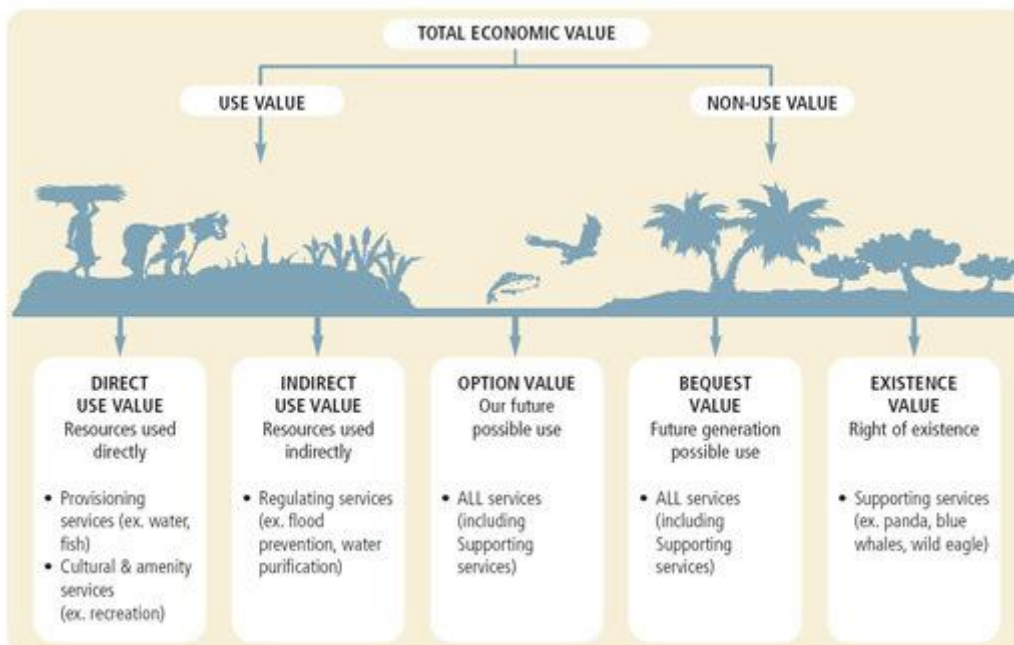 TOTAL ECONOMIC VALUE
USE VALUE
NON-USE VALUE
DIRECT
USE VALUE
Resources used
directly
• Provisioning
services (ex. water,
fish)
• Cultural & amenity
services
(ex. recreation)
INDIRECT
USE VALUE
Resources used
indirectly
• Regulating services
(ex. flood
prevention, water
purification)
OPTION VALUE
Our future
possible use
• ALL services
(including
Supporting
services)
BEQUEST
VALUE
Future generation
possible use
• ALL services
(including
Supporting
services)
EXISTENCE
VALUE
Right of existence
• Supporting services
(ex. panda, blue
whales, wild eagle)